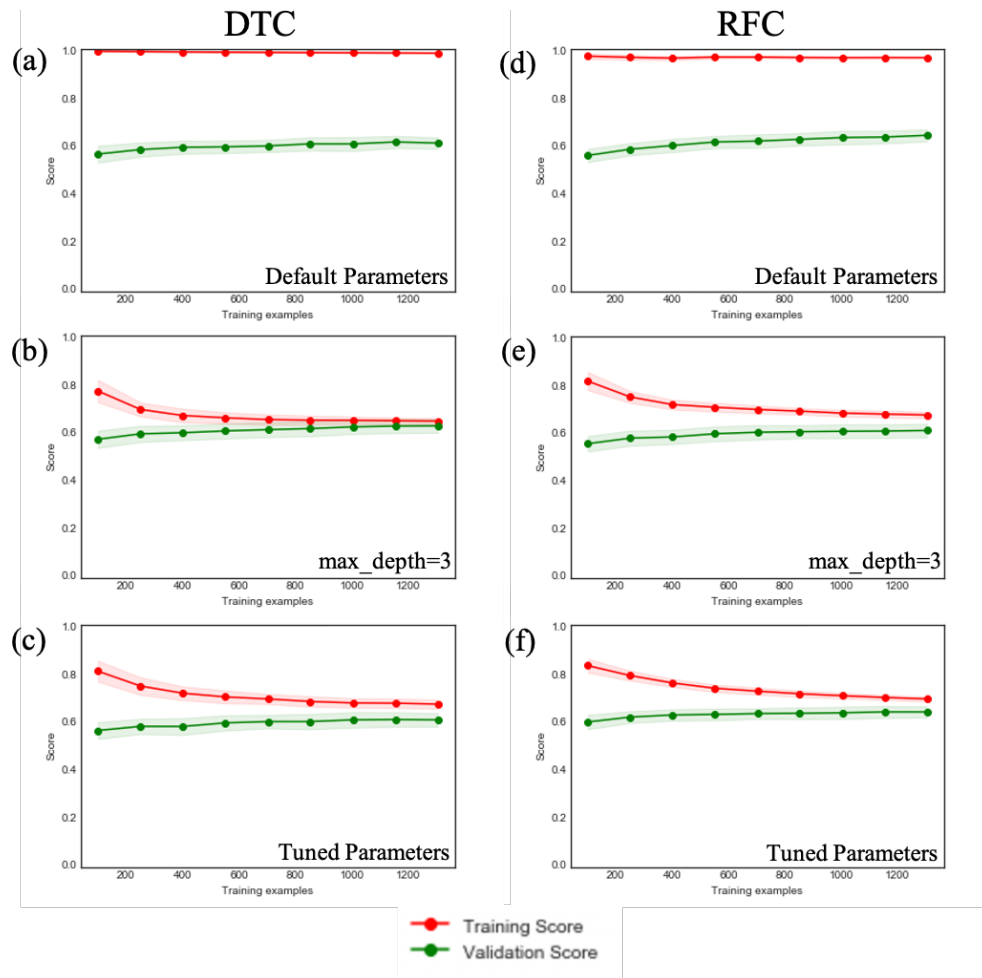 DTC
RFC
(a)
1.0
0.8
0.6
0.4
0.2
0.0
Score
Default Parameters
200 400 600 800 1000 1200
Training examples
(d)
1.0
0.8
0.6
0.4
0.2
0.0
Score
Default Parameters
200 400 600 800 1000 1200
Training examples
(b)
1.0
0.8
0.6
0.4
0.2
0.0
Score
max_depth=3
200 400 600 800 1000 1200
Training examples
(e)
1.0
0.8
0.6
0.4
0.2
0.0
Score
max_depth=3
200 400 600 800 1000 1200
Training examples
(c)
1.0
0.8
0.6
0.4
0.2
0.0
Score
Tuned Parameters
200 400 600 800 1000 1200
Training examples
(f)
1.0
0.8
0.6
0.4
0.2
0.0
Score
Tuned Parameters
200 400 600 800 1000 1200
Training examples
Training Score
Validation Score